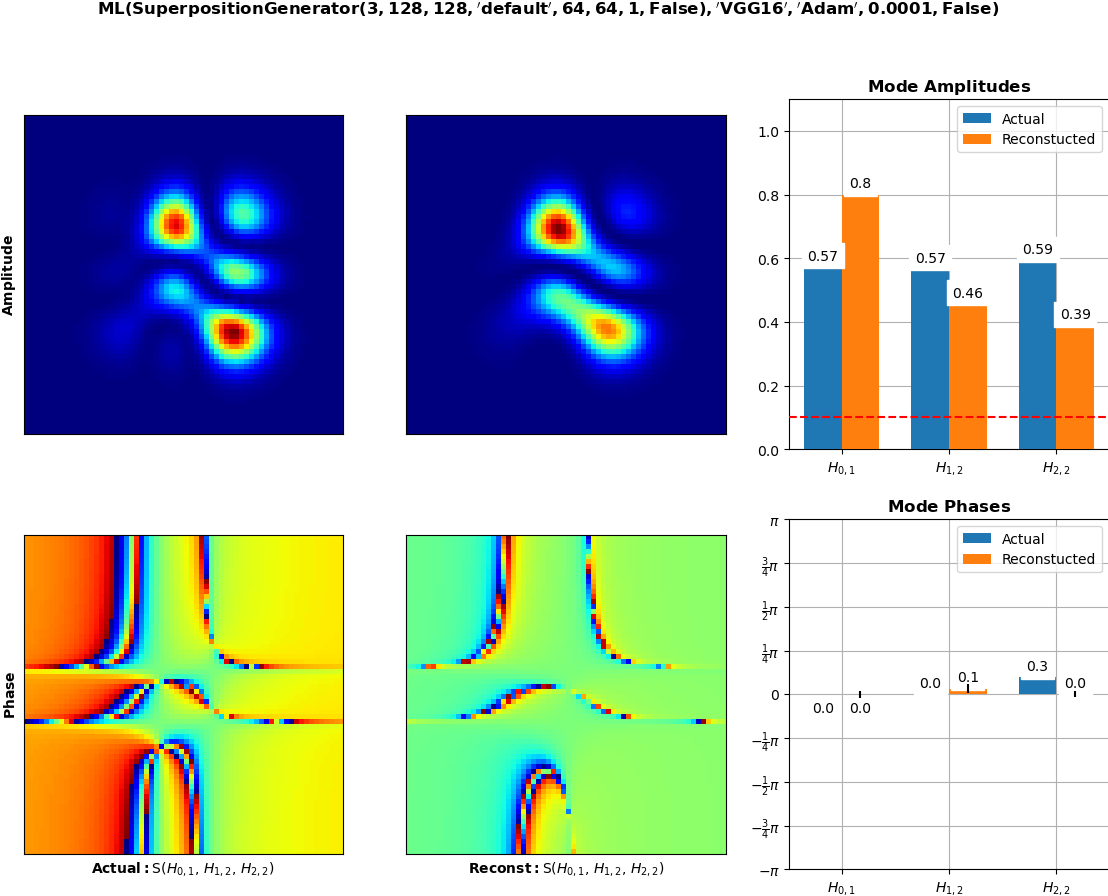 ML(SuperpositionGenerator(3, 128, 128, ′default′, 64, 64, 1, False), ′VGG16′, ′Adam′, 0.0001, False)
Amplitude
Mode Amplitudes
Actual
Reconstucted
1.0
0.8
0.6
0.4
0.2
0.0
0.57
0.8
0.57
0.46
0.59
0.39
H0, 1
H1, 2
H2, 2
Phase
Actual: S(H0, 1, H1, 2, H2, 2)
Reconst: S(H0, 1, H1, 2, H2, 2)
Mode Phases
Actual
Reconstucted
π
3/4π
1/2π
1/4π
0
−1/4π
−1/2π
−3/4π
−π
0.0
0.0
0.0
0.1
0.3
0.0
H0, 1
H1, 2
H2, 2